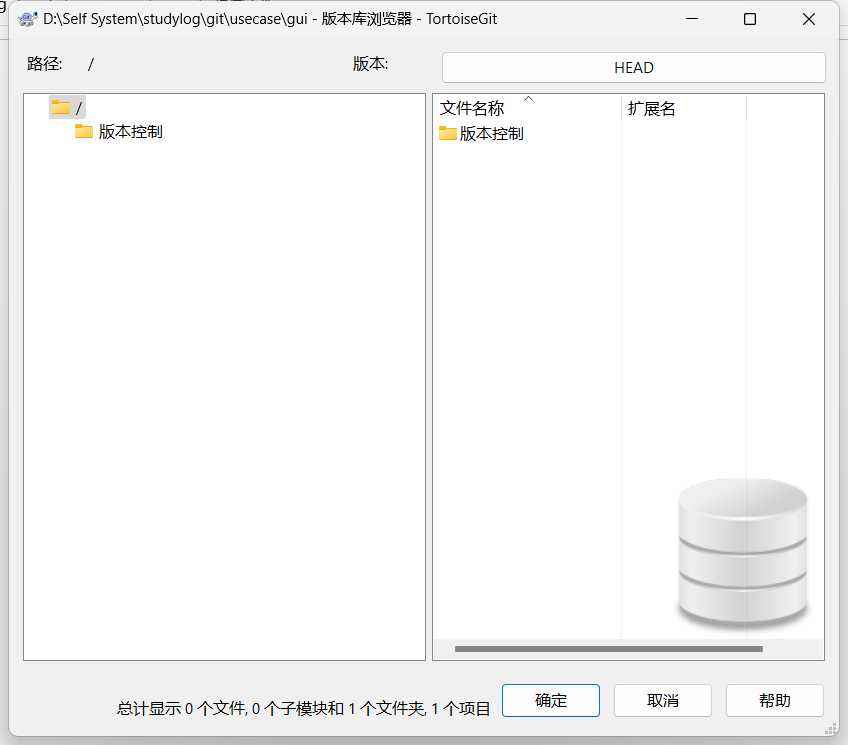 D:\Self System\studylog\git\usecase\gui - 版本库浏览器 - TortoiseGit
路径: / 版本: HEAD
/
版本控制
文件名称 扩展名
版本控制
总计显示 0 个文件, 0 个子模块和 1 个文件夹, 1 个项目
确定 取消 帮助